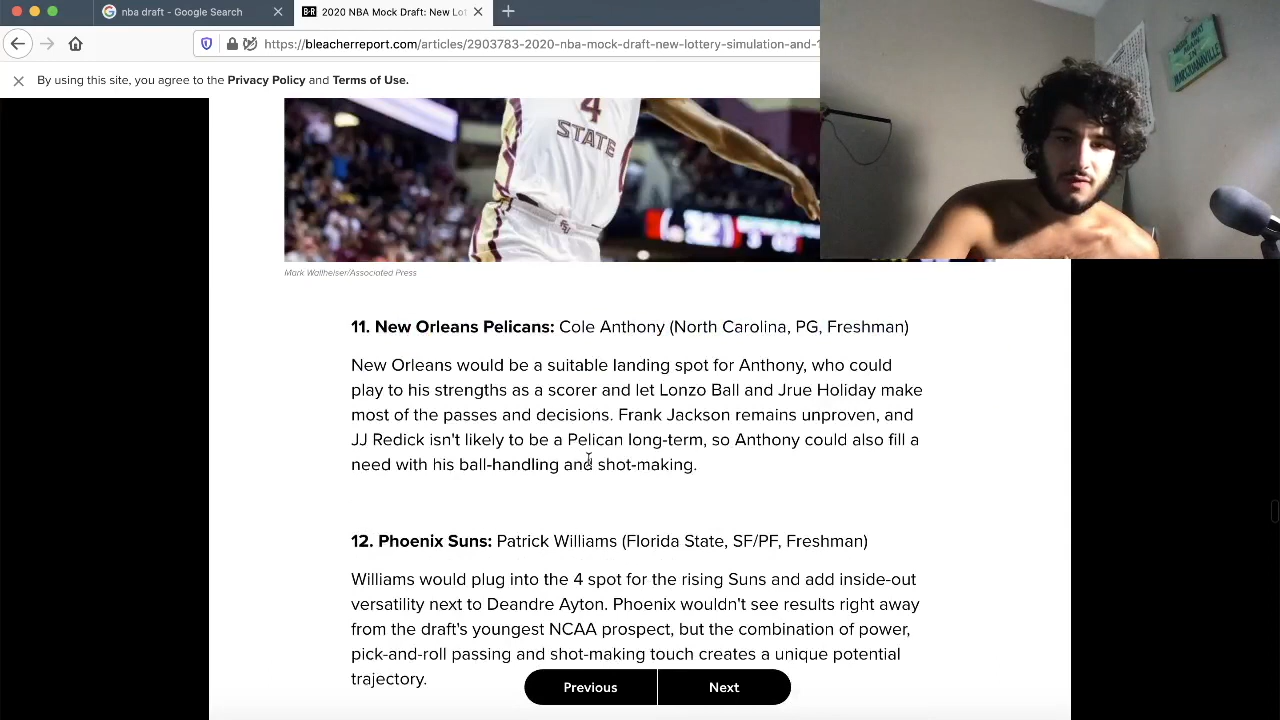 nba draft - Google Search
2020 NBA Mock Draft: New Lot
https://bleacherreport.com/articles/2903783-2020-nba-mock-draft-new-lottery-simulation-and-
By using this site, you agree to the Privacy Policy and Terms of Use.
4
STATE
Mark Wallheiser/Associated Press
11. New Orleans Pelicans: Cole Anthony (North Carolina, PG, Freshman)
New Orleans would be a suitable landing spot for Anthony, who could
play to his strengths as a scorer and let Lonzo Ball and Jrue Holiday make
most of the passes and decisions. Frank Jackson remains unproven, and
JJ Redick isn't likely to be a Pelican long-term, so Anthony could also fill a
need with his ball-handling and shot-making.
12. Phoenix Suns: Patrick Williams (Florida State, SF/PF, Freshman)
Williams would plug into the 4 spot for the rising Suns and add inside-out
versatility next to Deandre Ayton. Phoenix wouldn't see results right away
from the draft's youngest NCAA prospect, but the combination of power,
pick-and-roll passing and shot-making touch creates a unique potential
trajectory.
Previous
Next